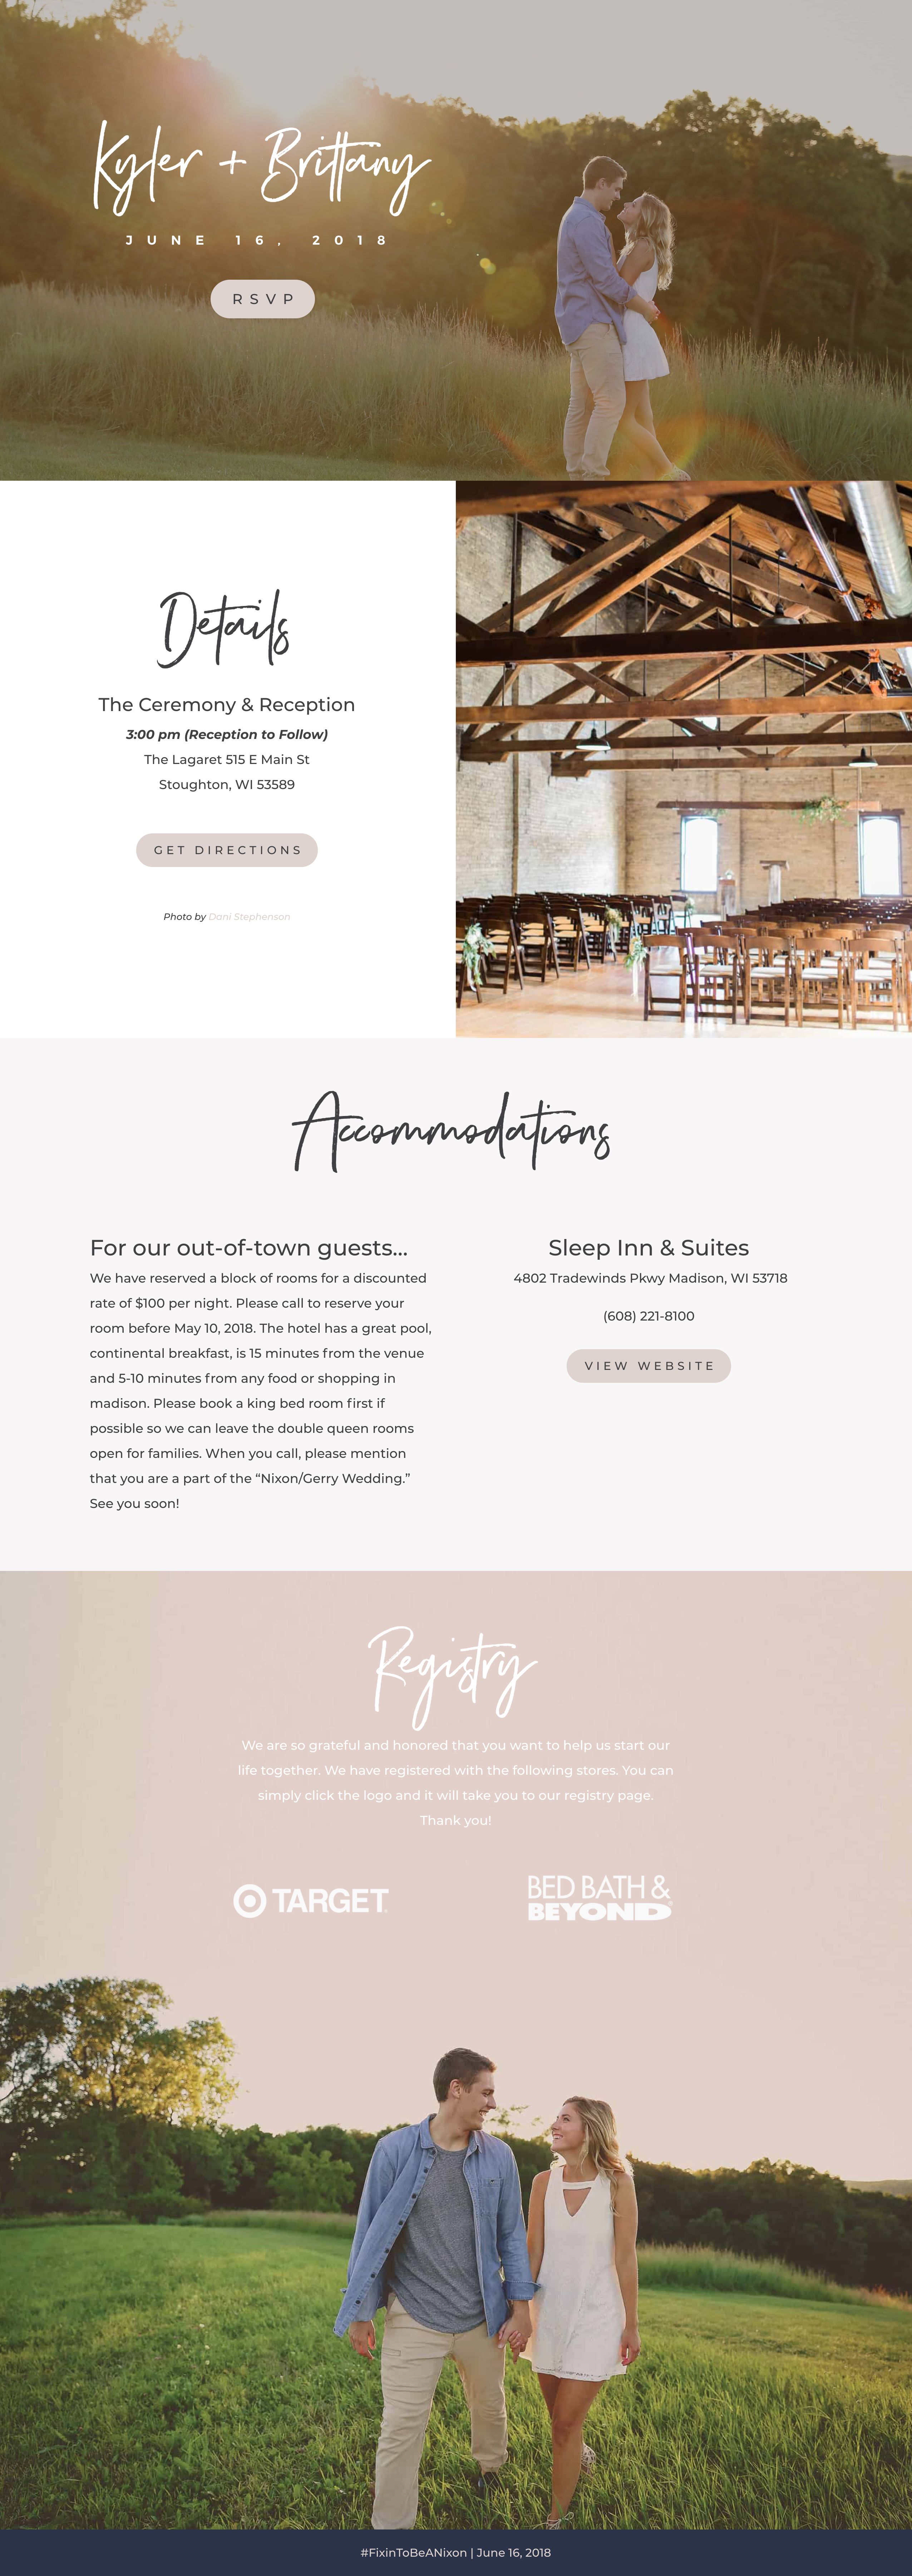 Kyler + Brittany
JUNE 16, 2018
RSVP
Details
The Ceremony & Reception
3:00 pm (Reception to Follow)
The Lagaret 515 E Main St
Stoughton, WI 53589
GET DIRECTIONS
Photo by Dani Stephenson
Accommodations
For our out-of-town guests...
We have reserved a block of rooms for a discounted
rate of $100 per night. Please call to reserve your
room before May 10, 2018. The hotel has a great pool,
continental breakfast, is 15 minutes from the venue
and 5-10 minutes from any food or shopping in
madison. Please book a king bed room first if
possible so we can leave the double queen rooms
open for families. When you call, please mention
that you are a part of the “Nixon/Gerry Wedding.”
See you soon!
Sleep Inn & Suites
4802 Tradewinds Pkwy Madison, WI 53718
(608) 221-8100
VIEW WEBSITE
Registry
We are so grateful and honored that you want to help us start our
life together. We have registered with the following stores. You can
simply click the logo and it will take you to our registry page.
Thank you!
TARGET
BED BATH &
BEYOND
#FixinToBeANixon | June 16, 2018